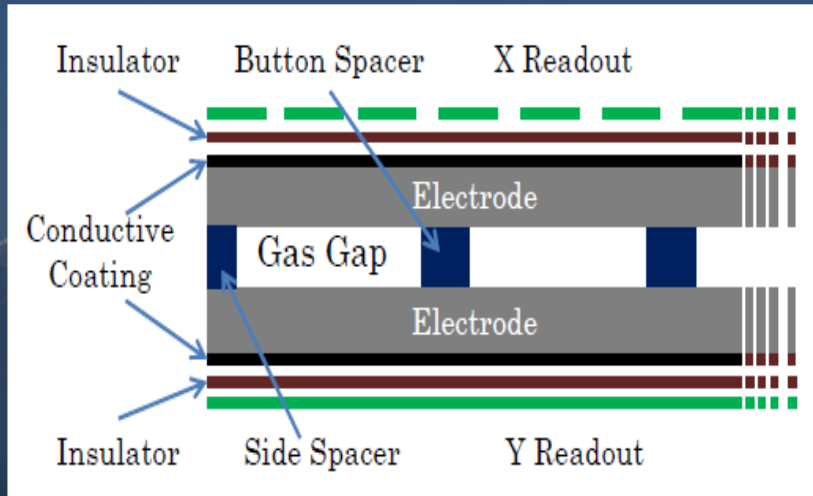 Insulator
Button Spacer
X Readout
Electrode
Conductive
Coating
Gas Gap
Electrode
Insulator
Side Spacer
Y Readout